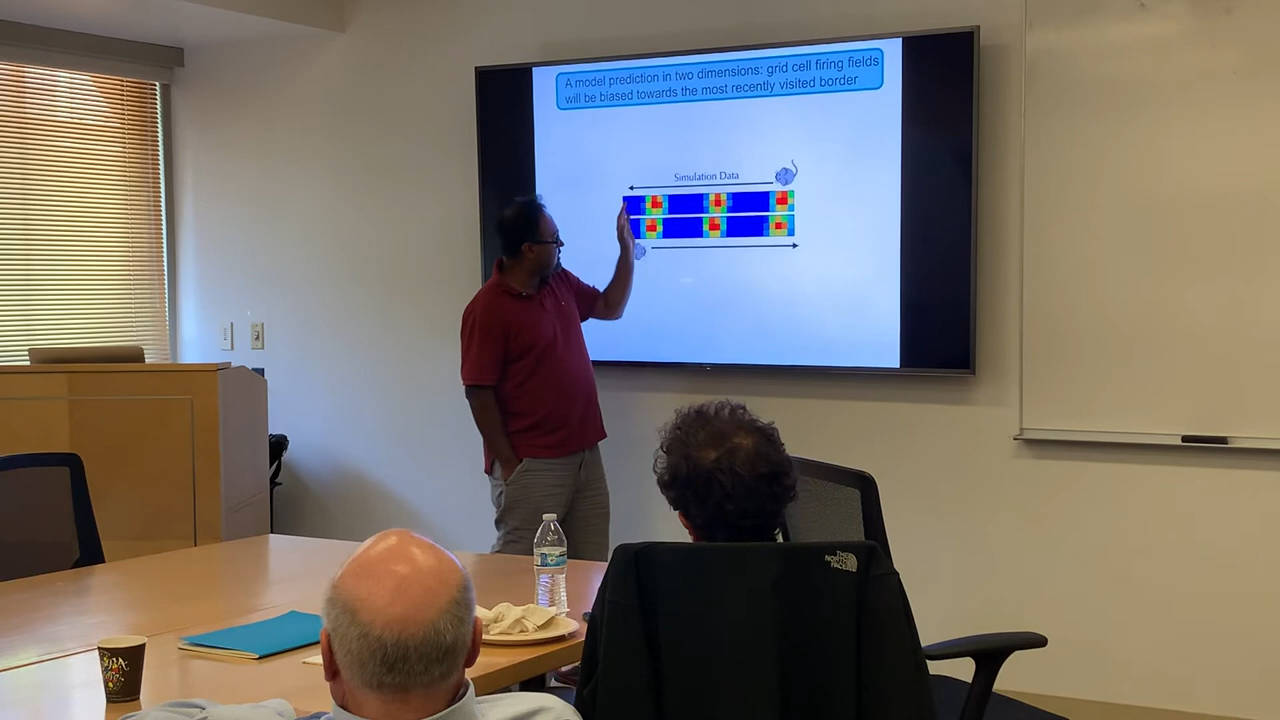 A model prediction in two dimensions: grid cell firing fields
will be biased towards the most recently visited border
Simulation Data
THE
NORTH
FACE